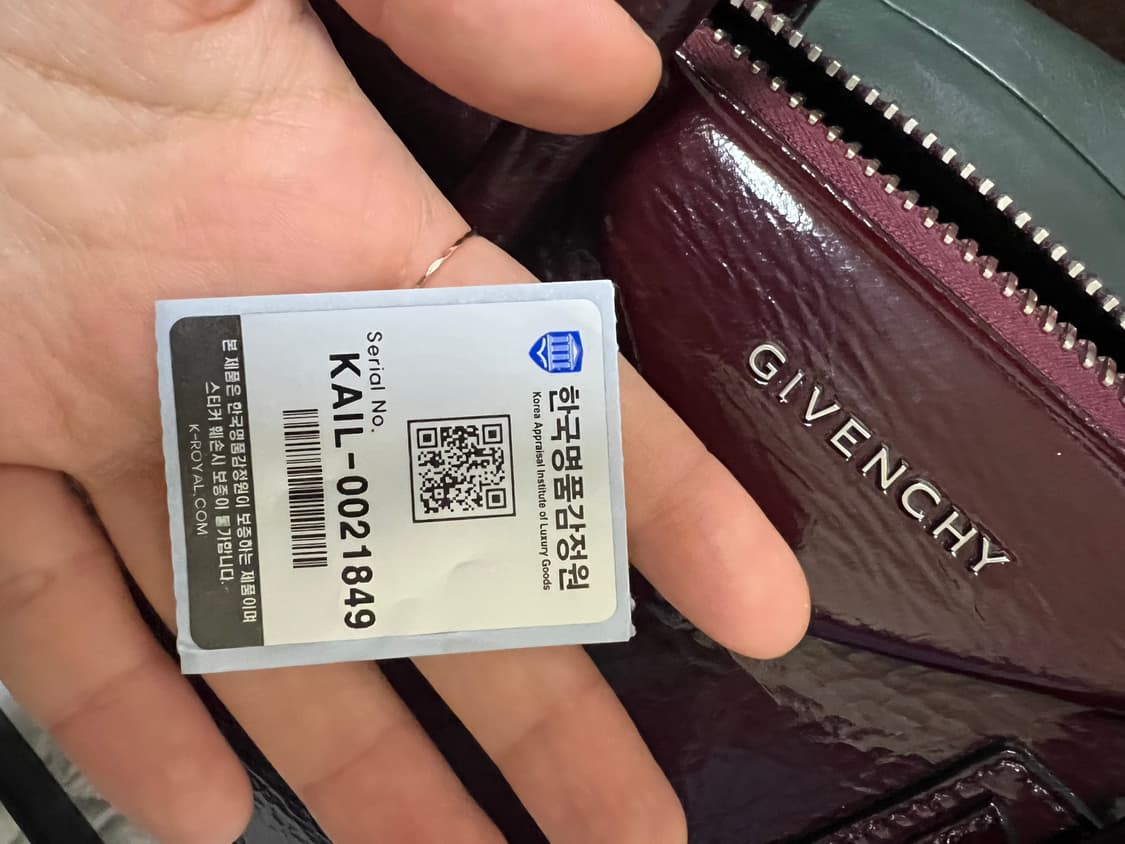 한국명품감정원
Korea Appraisal Institute of Luxury Goods
Serial No.
KAIL-0021849
본 제품은 한국명품감정원이 보증하는 제품이며
스티커 훼손시 보증이 불가합니다.
K-ROYAL.COM
GIVENCHY